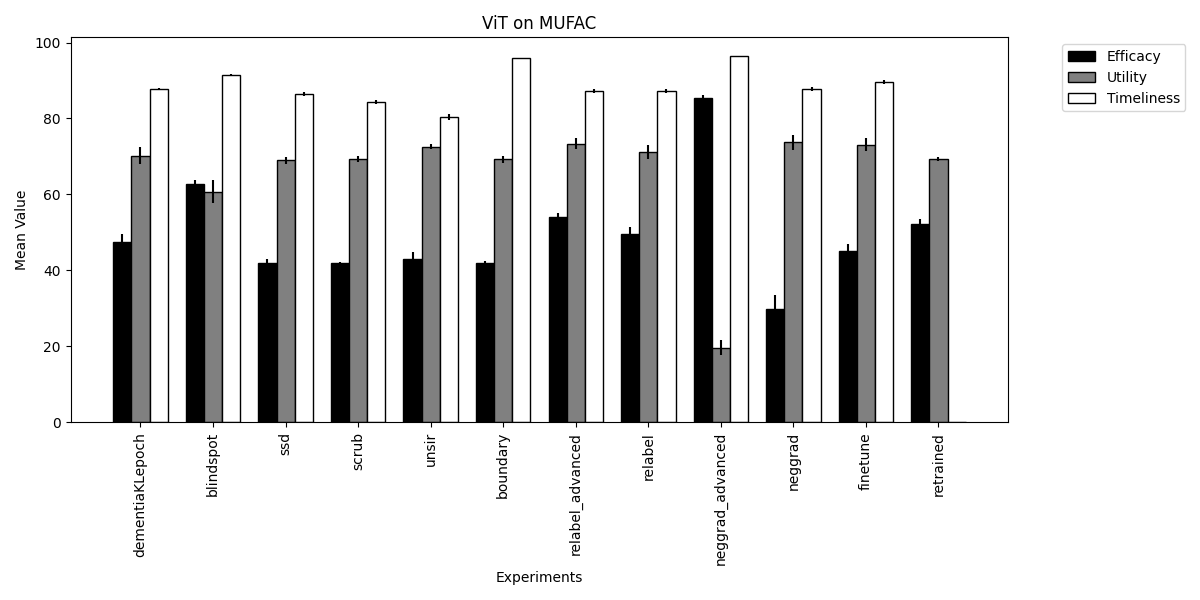 ViT on MUFAC
Efficacy
Utility
Timeliness
100
80
60
40
20
0
Mean Value
dementiaKLepoch
blindspot
ssd
scrub
unsir
boundary
relabel_advanced
relabel
neggrad_advanced
neggrad
finetune
retrained
Experiments